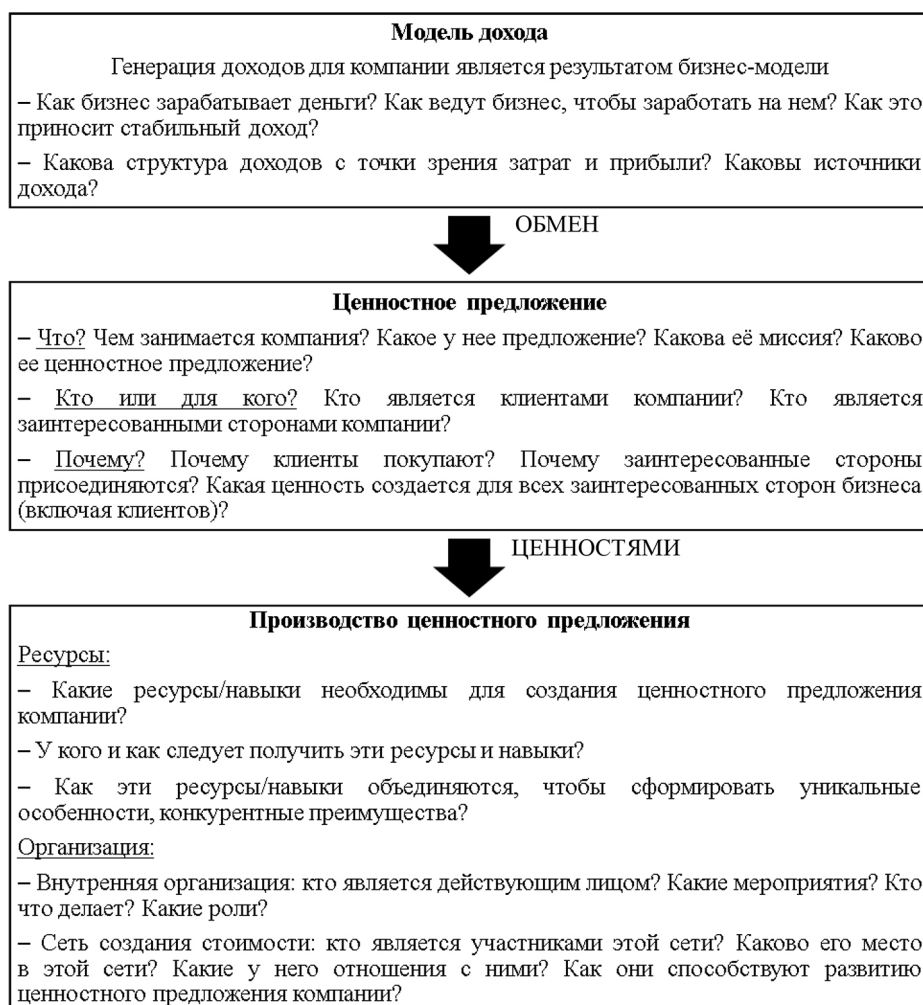 Модель дохода
Генерация доходов для компании является результатом бизнес-модели
– Как бизнес зарабатывает деньги? Как ведут бизнес, чтобы заработать на нем? Как это
приносит стабильный доход?
– Какова структура доходов с точки зрения затрат и прибыли? Каковы источники
дохода?
ОБМЕН
Ценностное предложение
– Что? Чем занимается компания? Какое у нее предложение? Какова её миссия? Каково
ее ценностное предложение?
– Кто или для кого? Кто является клиентами компании? Кто является
заинтересованными сторонами компании?
– Почему? Почему клиенты покупают? Почему заинтересованные стороны
присоединяются? Какая ценность создается для всех заинтересованных сторон бизнеса
(включая клиентов)?
ЦЕННОСТЯМИ
Производство ценностного предложения
Ресурсы:
– Какие ресурсы/навыки необходимы для создания ценностного предложения
компании?
– У кого и как следует получить эти ресурсы и навыки?
– Как эти ресурсы/навыки объединяются, чтобы сформировать уникальные
особенности, конкурентные преимущества?
Организация:
– Внутренняя организация: кто является действующим лицом? Какие мероприятия? Кто
что делает? Какие роли?
– Сеть создания стоимости: кто является участниками этой сети? Каково его место
в этой сети? Какие у него отношения с ними? Как они способствуют развитию
ценностного предложения компании?